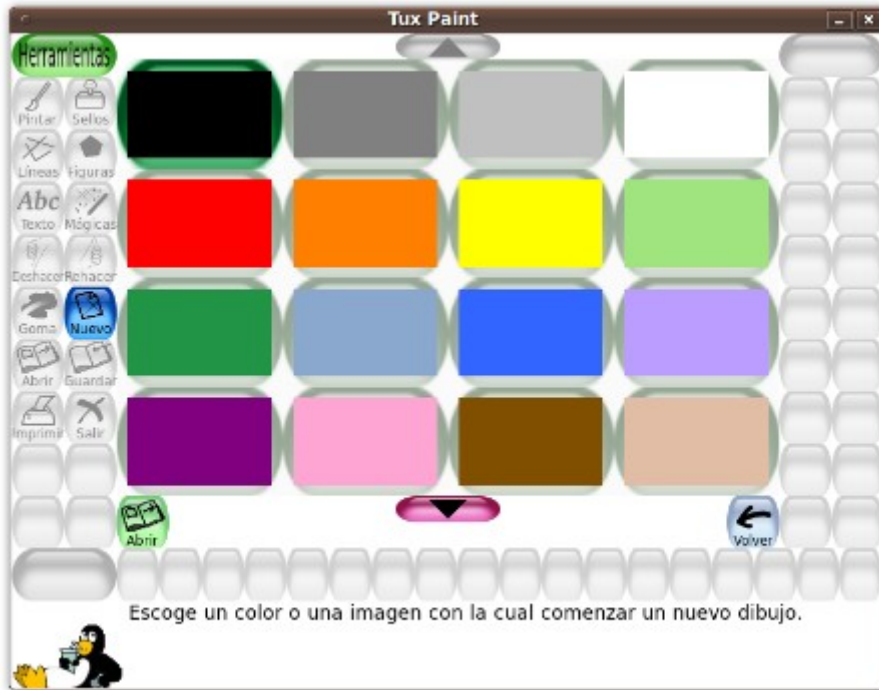 Tux Paint
Herramientas
Pintar Sellos
Líneas Figuras
Abc
Texto Mágicas
Deshacer Rehacer
Goma Nuevo
Abrir Guardar
Imprimir Salir
Abrir
Volver
Escoge un color o una imagen con la cual comenzar un nuevo dibujo.